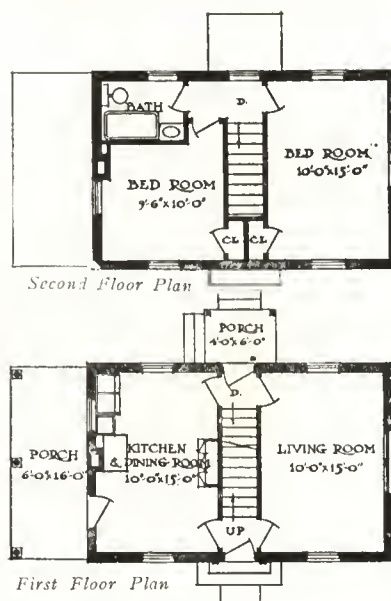 BATH
D.
BED ROOM
10'-0"x15'-0"
BED ROOM
9'-6"x10'-0"
CL
CL
Second Floor Plan
PORCH
4'-0"x6'-0"
D.
PORCH
6'-0"x16'-0"
KITCHEN
& DINING-ROOM
10'-0"x15'-0"
LIVING ROOM
10'-0"x15'-0"
UP
First Floor Plan